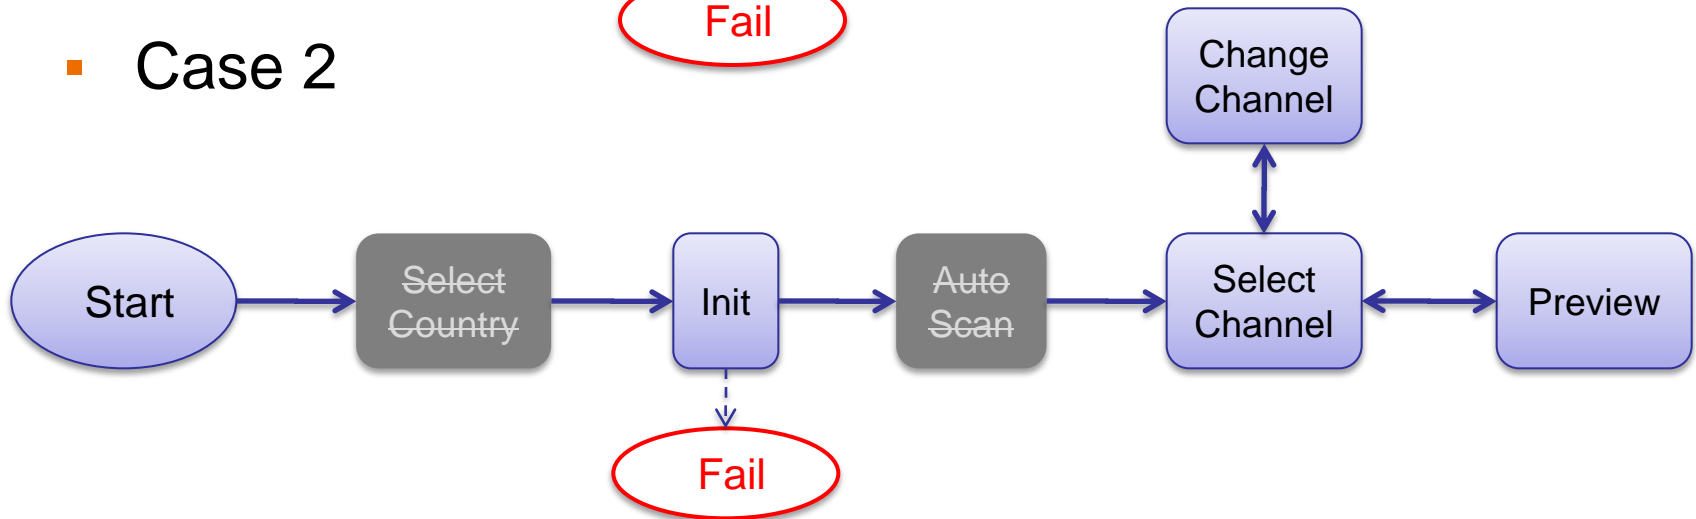 Fail
Case 2
Change
Channel
Start
Select
Country
Init
Auto
Scan
Select
Channel
Preview
Fail